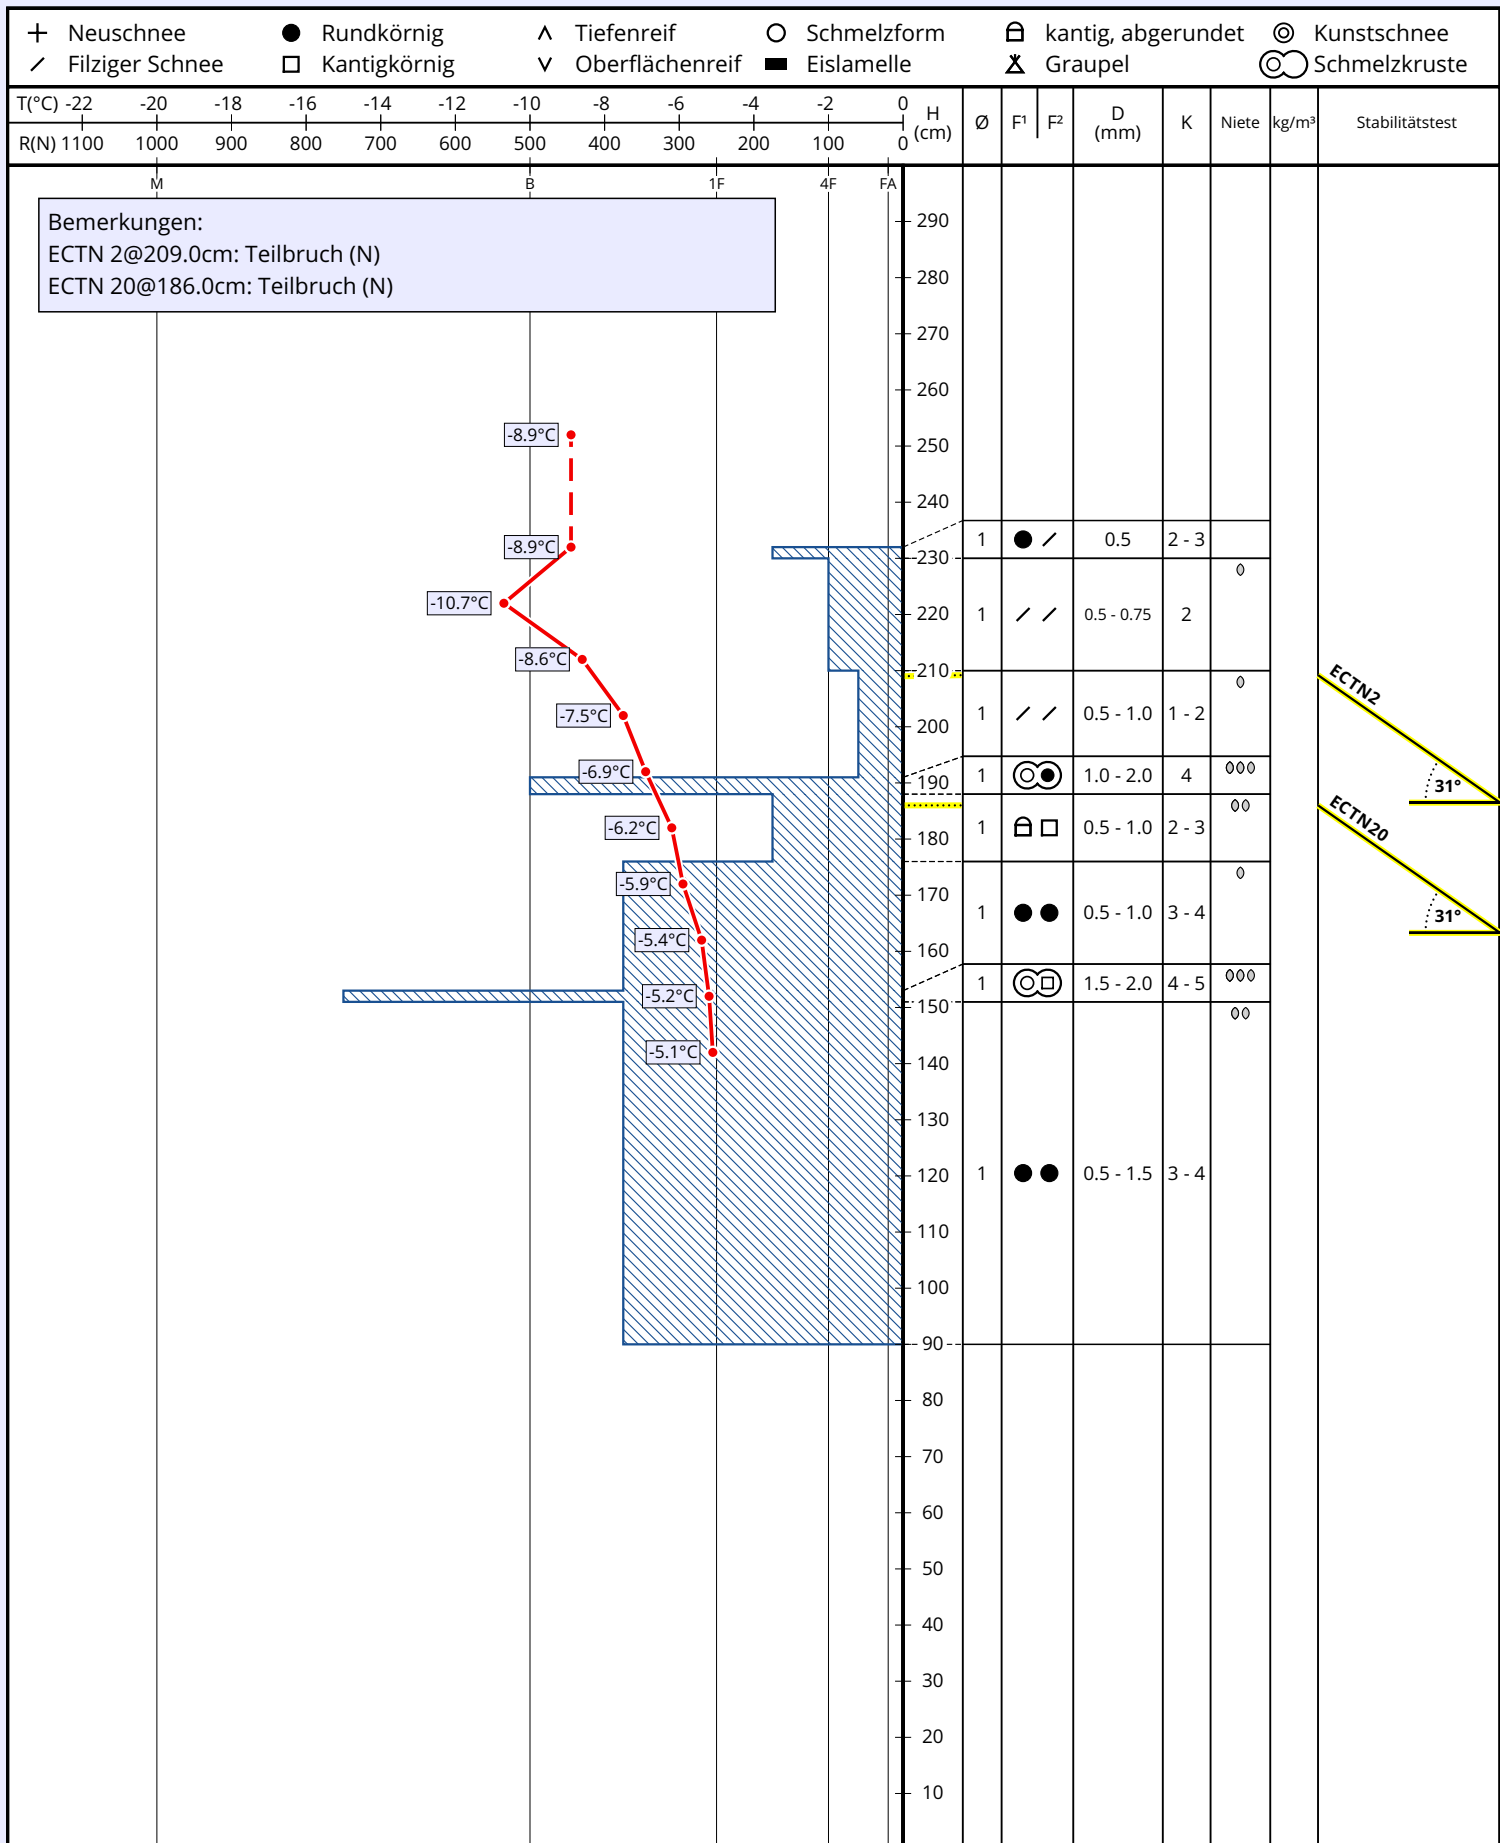 Neuschnee Rundkörnig Tiefenreif Schmelzform kantig, abgerundet Kunstschnee
Filziger Schnee Kantigkörnig Oberflächenreif Eislamelle Graupel Schmelzkruste
T(°C) -22 -20 -18 -16 -14 -12 -10 -8 -6 -4 -2 0
H (cm) Ø F¹ F² D (mm) K Niete kg/m³ Stabilitätstest
R(N) 1100 1000 900 800 700 600 500 400 300 200 100 0
M B 1F 4F FA
Bemerkungen:
ECTN 2@209.0cm: Teilbruch (N)
ECTN 20@186.0cm: Teilbruch (N)
290
280
270
260
-8.9°C 250
240
-8.9°C 1 0.5 2 - 3
230
-10.7°C 220 1 0.5 - 0.75 2
-8.6°C 210
ECTN2
-7.5°C 200 1 0.5 - 1.0 1 - 2
-6.9°C 190 1 1.0 - 2.0 4
31°
-6.2°C 180 1 0.5 - 1.0 2 - 3
ECTN20
-5.9°C 170
1 0.5 - 1.0 3 - 4
31°
-5.4°C 160
-5.2°C 150 1 1.5 - 2.0 4 - 5
-5.1°C 140
130
120 1 0.5 - 1.5 3 - 4
110
100
90
80
70
60
50
40
30
20
10